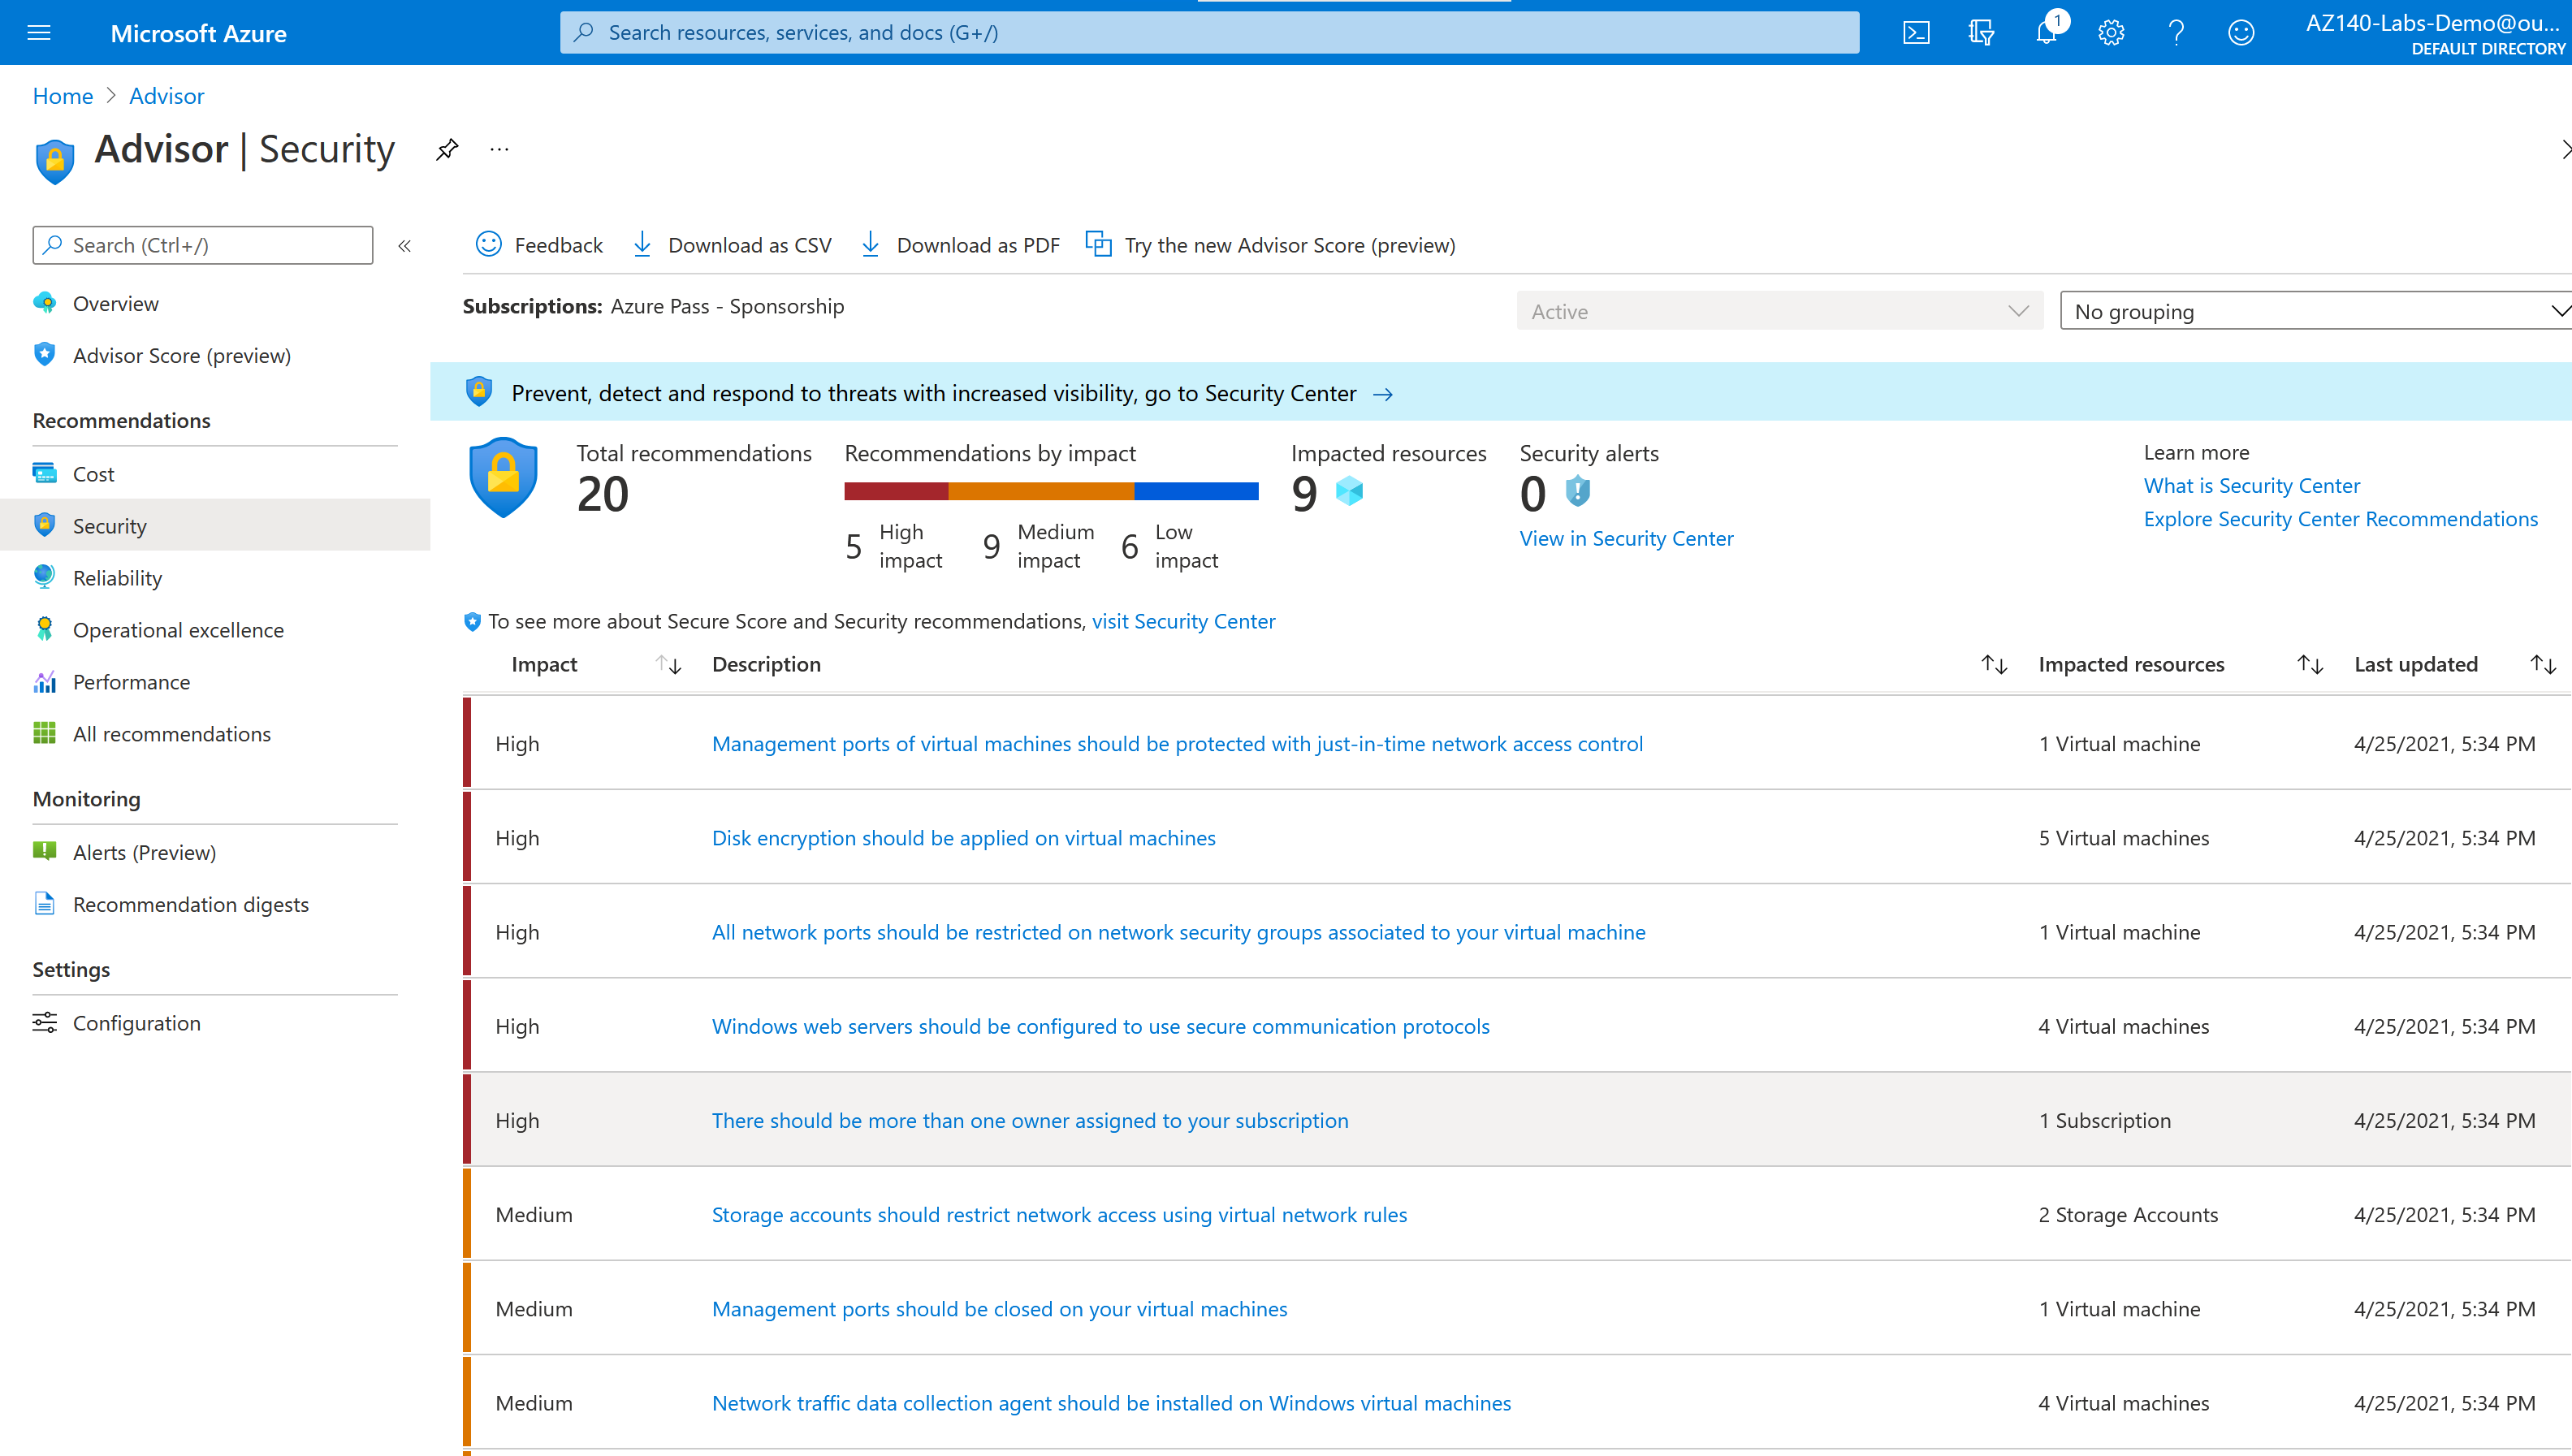 Microsoft Azure
Search resources, services, and docs (G+/)
1
AZ140-Labs-Demo@ou...
DEFAULT DIRECTORY
Home > Advisor
Advisor | Security
...
Search (Ctrl+/)
«
Overview
Advisor Score (preview)
Recommendations
Cost
Security
Reliability
Operational excellence
Performance
All recommendations
Monitoring
Alerts (Preview)
Recommendation digests
Settings
Configuration
Feedback
Download as CSV
Download as PDF
Try the new Advisor Score (preview)
Subscriptions: Azure Pass - Sponsorship
Active
No grouping
Prevent, detect and respond to threats with increased visibility, go to Security Center →
Total recommendations
20
Recommendations by impact
5 High impact
9 Medium impact
6 Low impact
Impacted resources
9
Security alerts
0
View in Security Center
Learn more
What is Security Center
Explore Security Center Recommendations
To see more about Secure Score and Security recommendations, visit Security Center
Impact ↑↓ Description ↑↓ Impacted resources ↑↓ Last updated ↑↓
High Management ports of virtual machines should be protected with just-in-time network access control 1 Virtual machine 4/25/2021, 5:34 PM
High Disk encryption should be applied on virtual machines 5 Virtual machines 4/25/2021, 5:34 PM
High All network ports should be restricted on network security groups associated to your virtual machine 1 Virtual machine 4/25/2021, 5:34 PM
High Windows web servers should be configured to use secure communication protocols 4 Virtual machines 4/25/2021, 5:34 PM
High There should be more than one owner assigned to your subscription 1 Subscription 4/25/2021, 5:34 PM
Medium Storage accounts should restrict network access using virtual network rules 2 Storage Accounts 4/25/2021, 5:34 PM
Medium Management ports should be closed on your virtual machines 1 Virtual machine 4/25/2021, 5:34 PM
Medium Network traffic data collection agent should be installed on Windows virtual machines 4 Virtual machines 4/25/2021, 5:34 PM